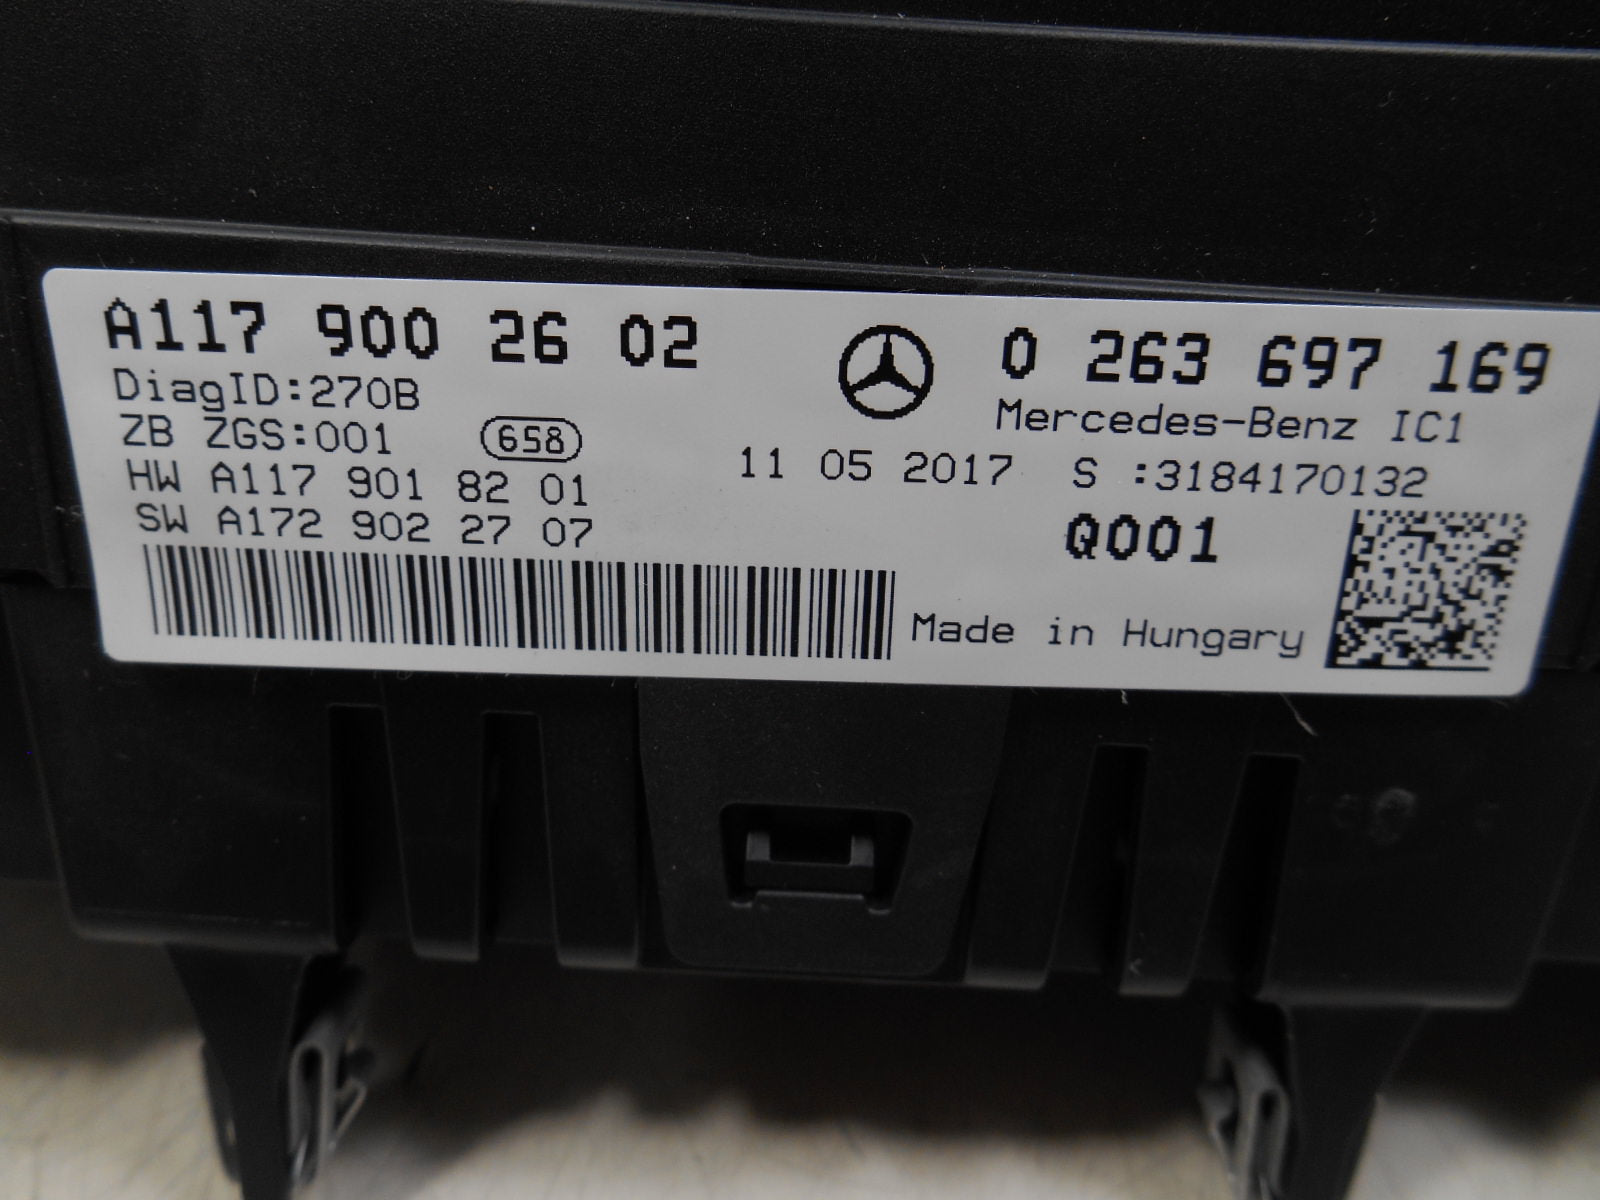 A117 900 26 02
DiagID:270B
ZB ZGS:001 658
HW A117 901 82 01
SW A172 902 27 07
0 263 697 169
Mercedes-Benz IC1
11 05 2017 S :3184170132
Q001
Made in Hungary